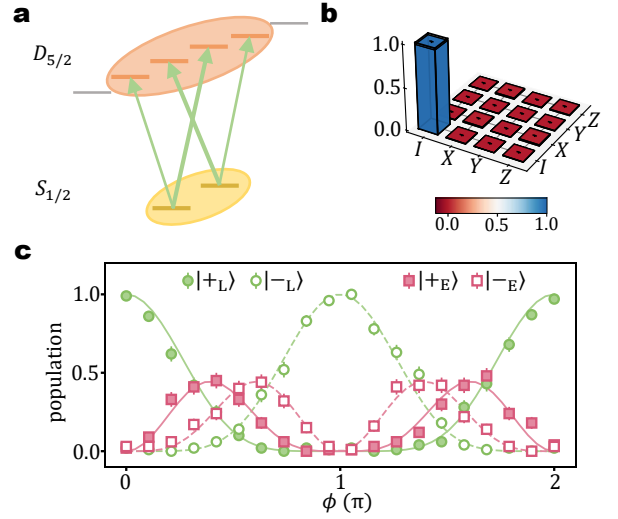 a
D5/2
S1/2
b
1.0
0.5
0.0
I X Y Z
I X Y Z
0.0 0.5 1.0
c
|+L⟩ |−L⟩ |+E⟩ |−E⟩
population
1.0
0.5
0.0
0 1 2
ϕ (π)